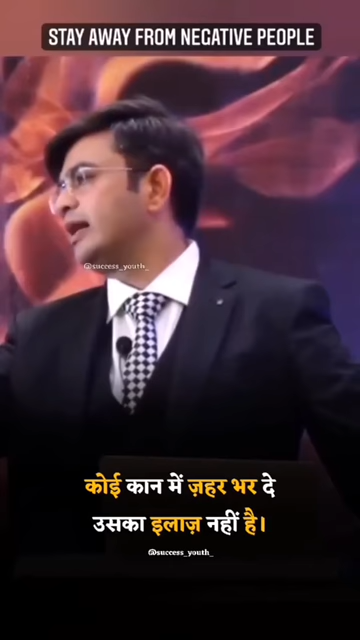 STAY AWAY FROM NEGATIVE PEOPLE
@success_youth_
कोई कान में ज़हर भर दे
उसका इलाज़ नहीं है।
@success_youth_